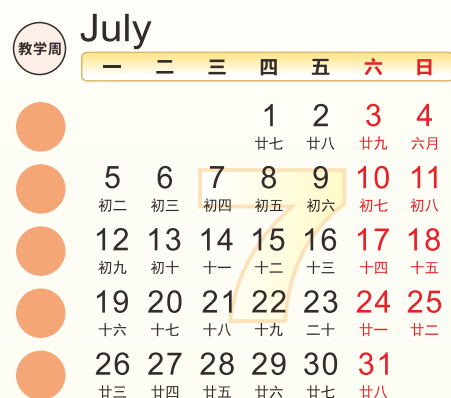 July
教学周 一 二 三 四 五 六 日
1 2 3 4
廿七 廿八 廿九 六月
5 6 7 8 9 10 11
初二 初三 初四 初五 初六 初七 初八
12 13 14 15 16 17 18
初九 初十 十一 十二 十三 十四 十五
19 20 21 22 23 24 25
十六 十七 十八 十九 二十 廿一 廿二
26 27 28 29 30 31
廿三 廿四 廿五 廿六 廿七 廿八
7